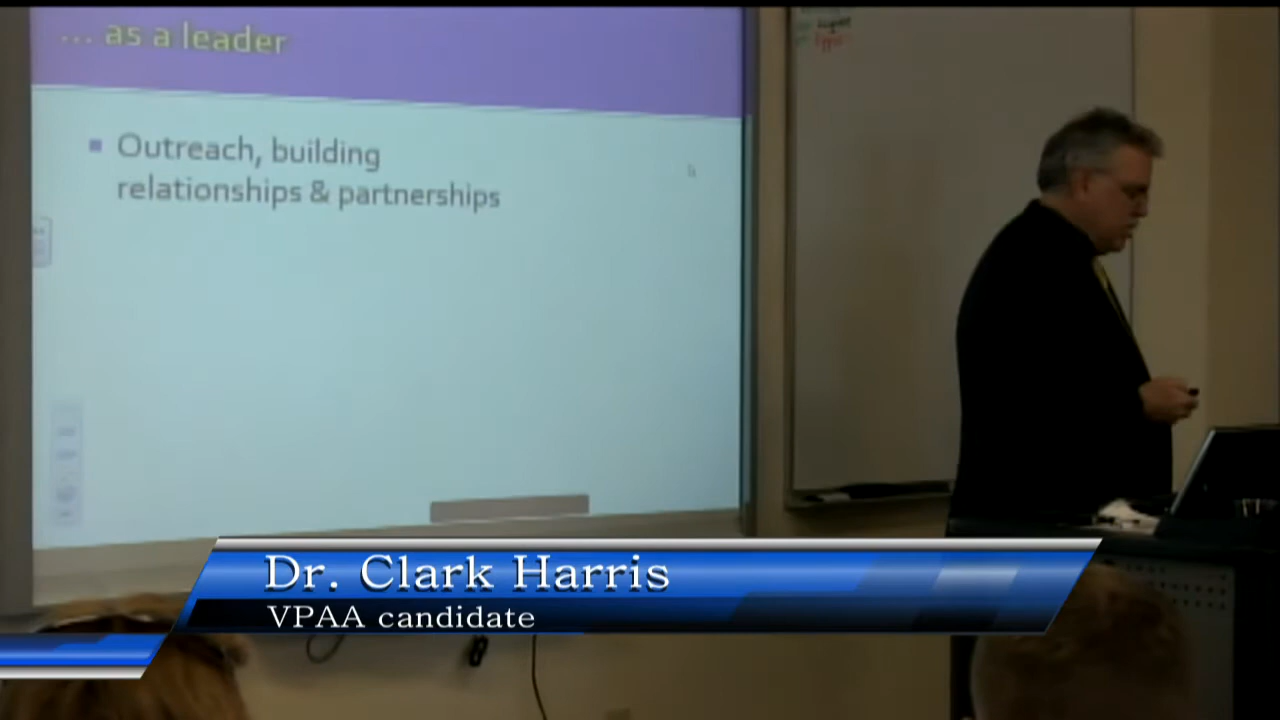 ... as a leader
Outreach, building
relationships & partnerships
Dr. Clark Harris
VPAA candidate